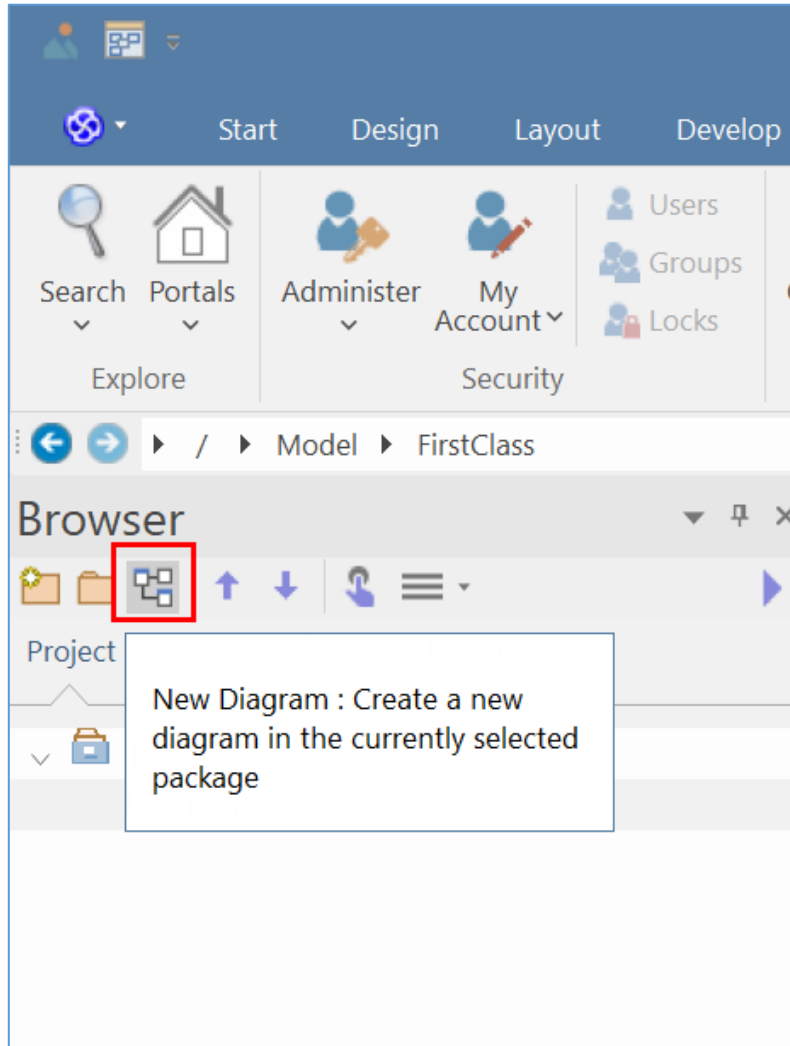 Start Design Layout Develop
Search Portals Administer My Account Users
Groups
Locks
Explore Security
/ Model FirstClass
Browser
Project
New Diagram : Create a new
diagram in the currently selected
package